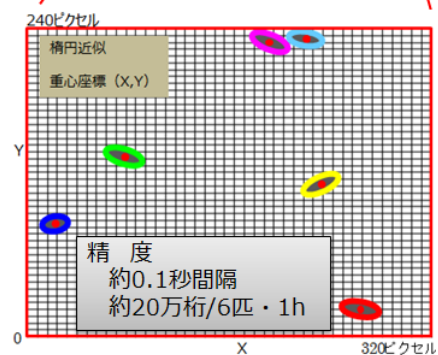 240ピクセル
楕円近似
重心座標（X,Y）
Y
精　度
約0.1秒間隔
約20万桁/6匹・1h
0
X
320ピクセル